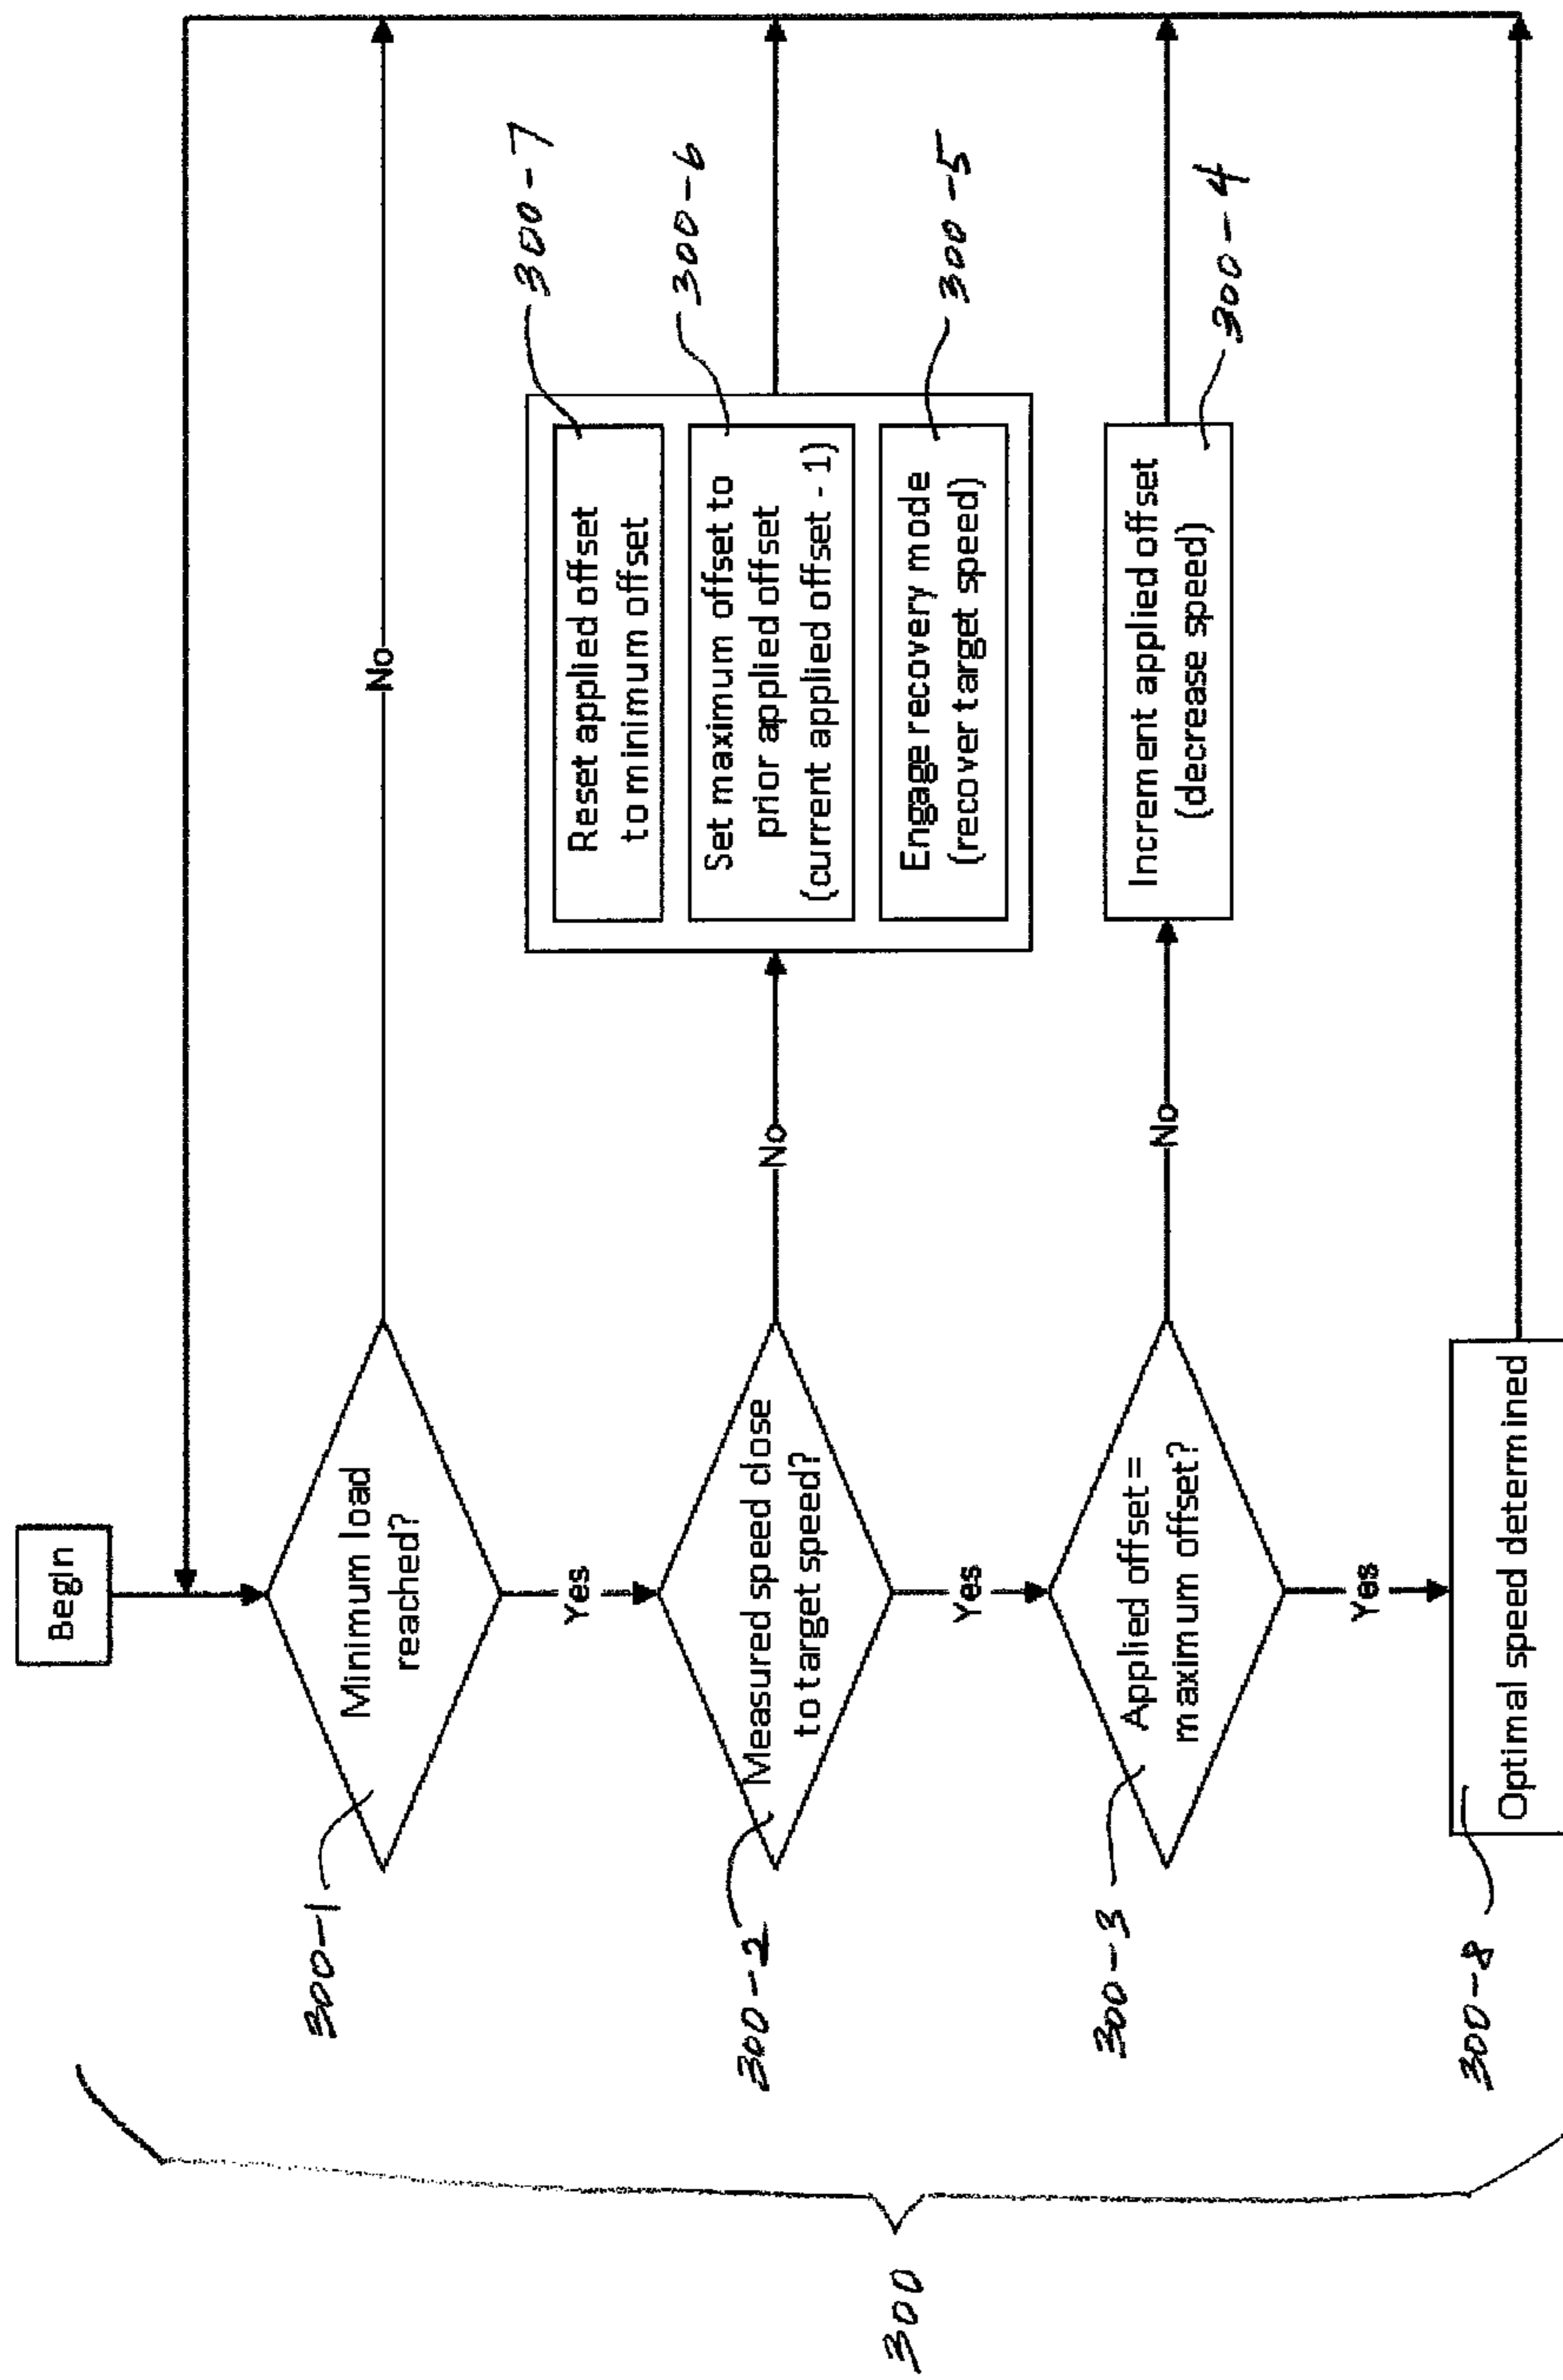 Begin
Minimum load
reached?
300-1
No
Yes
Measured speed close
to target speed?
300-2
No
Reset applied offset
to minimum offset
300-7
Set maximum offset to
prior applied offset
(current applied offset - 1)
300-6
Engage recovery mode
(recover target speed)
300-5
Yes
Applied offset =
maximum offset?
300-3
No
Increment applied offset
(decrease speed)
300-4
Yes
Optimal speed determined
300-8
300